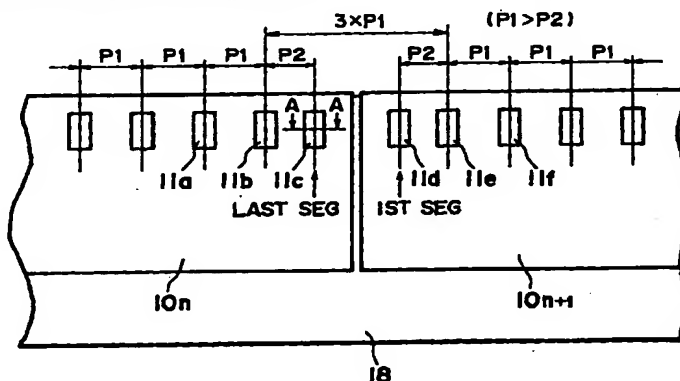 3×P1 (P1>P2)
P1 P1 P1 P2 P2 P1 P1 P1
A A
11a 11b 11c 11d 11e 11f
LAST SEG 1ST SEG
10n 10n+1
18